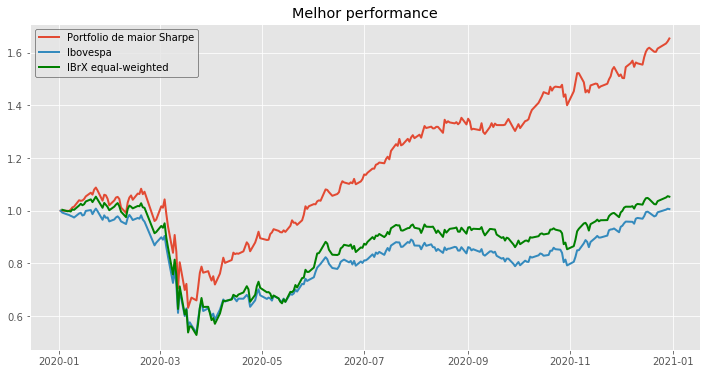 Melhor performance
Portfolio de maior Sharpe
Ibovespa
IBrX equal-weighted
1.6
1.4
1.2
1.0
0.8
0.6
2020-01 2020-03 2020-05 2020-07 2020-09 2020-11 2021-01